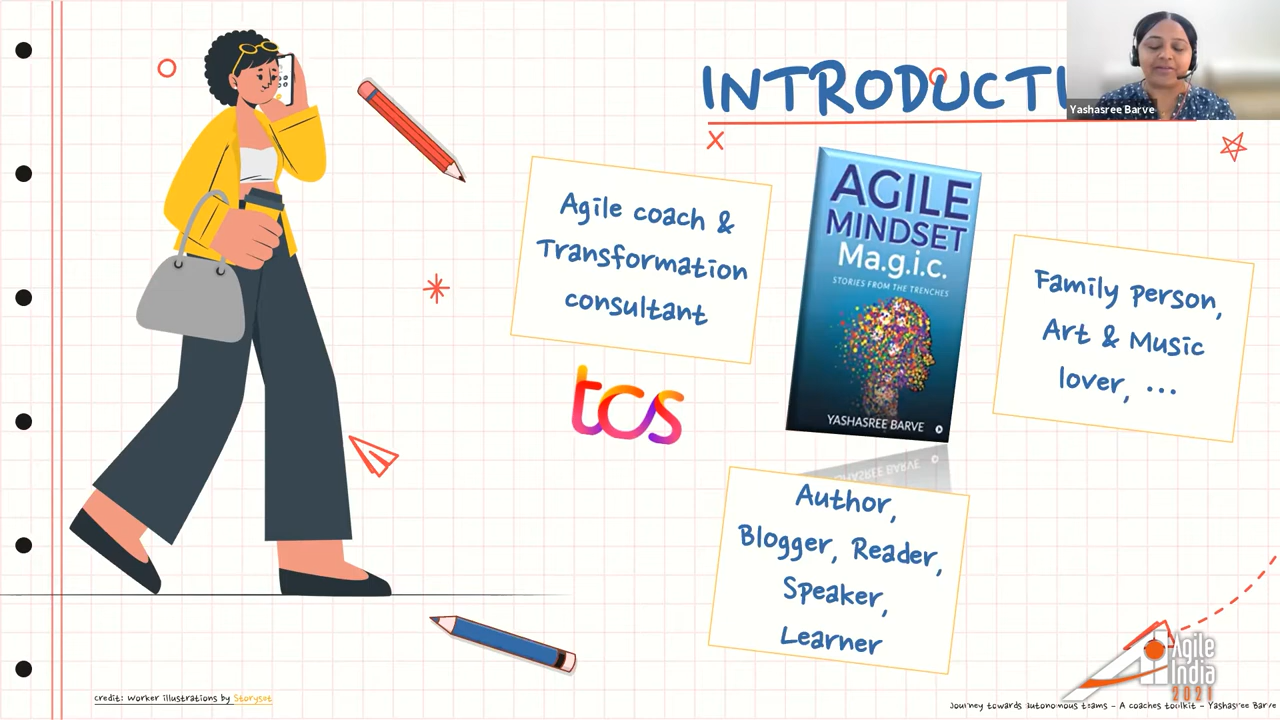 INTRODUCTI
Yashasree Barve
Agile coach &
Transformation
consultant
tcs
AGILE
MINDSET
Ma.g.i.c.
STORIES FROM THE TRENCHES
YASHASREE BARVE
Family person,
Art & Music
lover, ...
Author,
Blogger, Reader,
Speaker,
Learner
Agile
India
2021
credit: Worker illustrations by Storyset
Journey towards autonomous teams - A coaches toolkit - Yashasree Barve